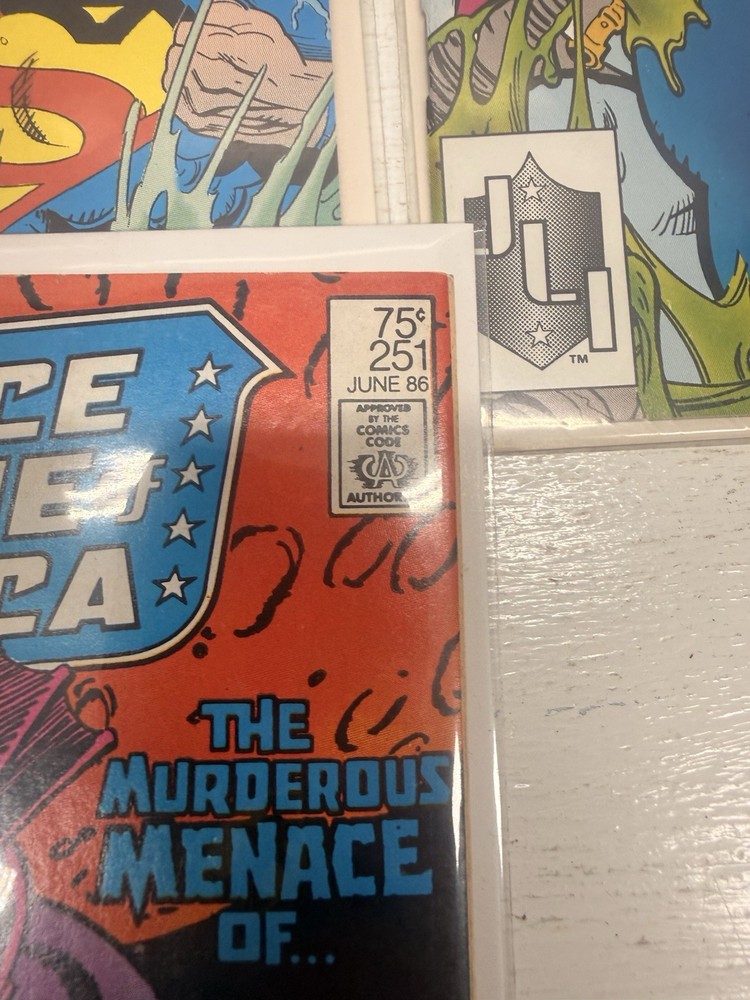 JLI
TM
75¢
251
JUNE 86
APPROVED
BY THE
COMICS
CODE
CA
AUTHOR
CE
E of
CA
THE
MURDEROUS
MENACE
OF...